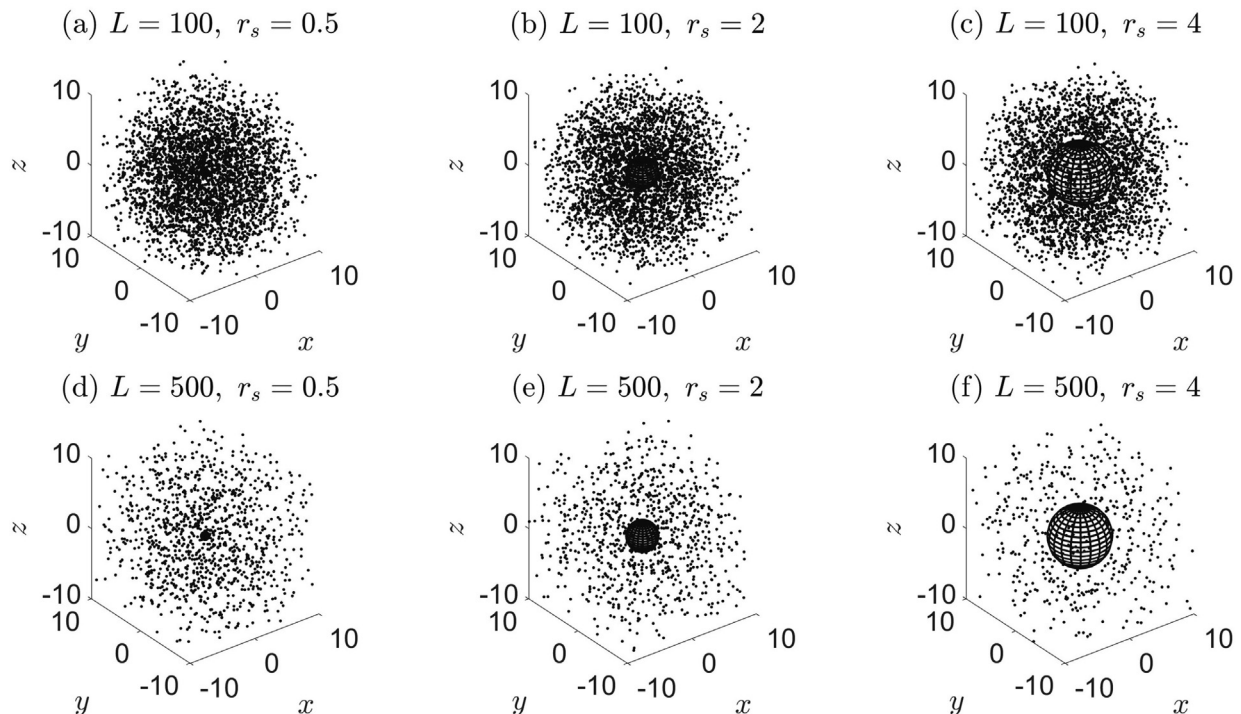 (a) L = 100, r_s = 0.5
(b) L = 100, r_s = 2
(c) L = 100, r_s = 4
10
0
-10
z
10
0
-10
y
-10
0
10
x
10
0
-10
z
10
0
-10
y
-10
0
10
x
10
0
-10
z
10
0
-10
y
-10
0
10
x
(d) L = 500, r_s = 0.5
(e) L = 500, r_s = 2
(f) L = 500, r_s = 4
10
0
-10
z
10
0
-10
y
-10
0
10
x
10
0
-10
z
10
0
-10
y
-10
0
10
x
10
0
-10
z
10
0
-10
y
-10
0
10
x